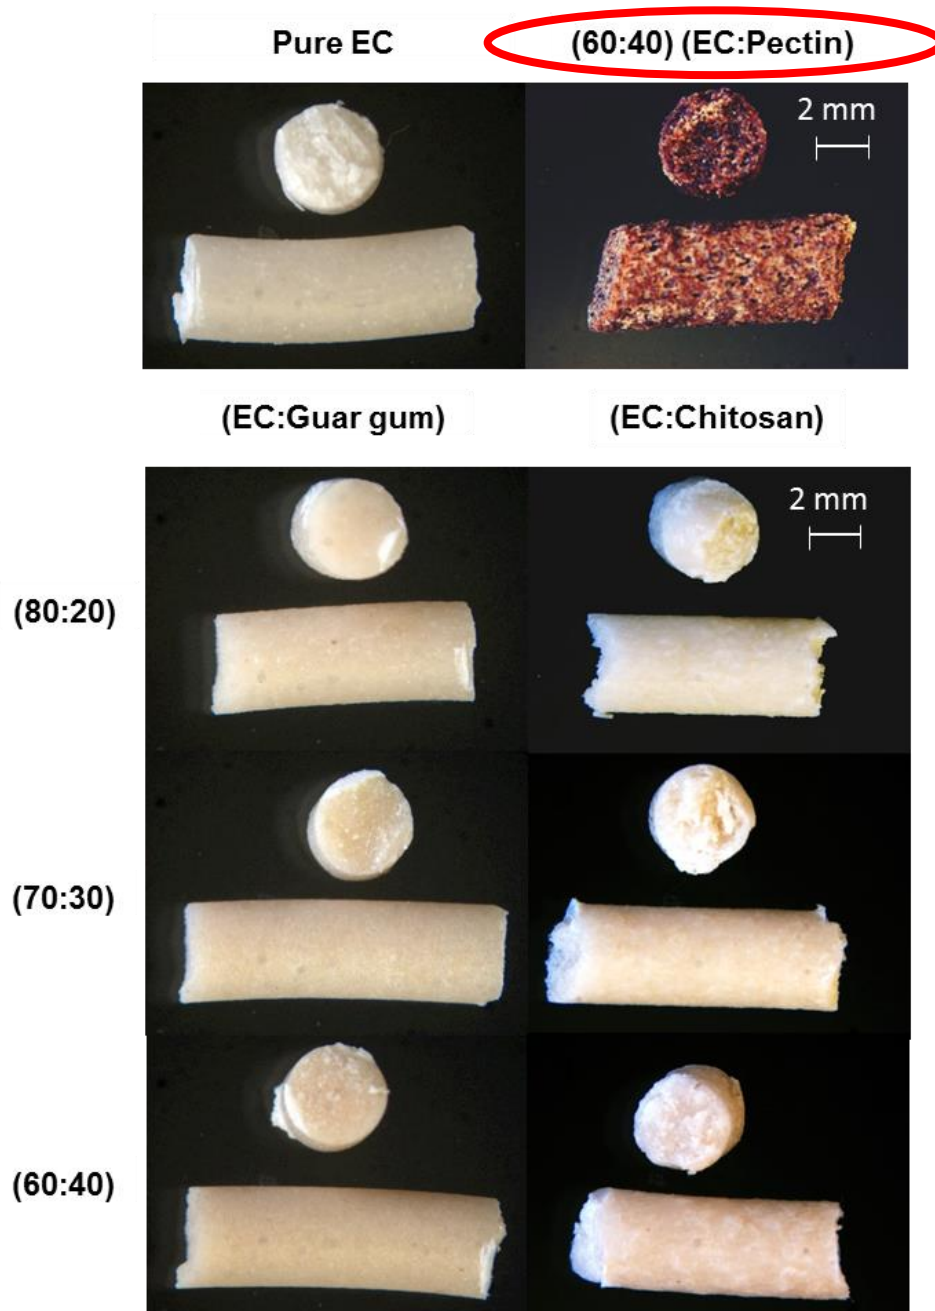 Pure EC
(60:40) (EC:Pectin)
2 mm
(EC:Guar gum)
(EC:Chitosan)
2 mm
(80:20)
(70:30)
(60:40)